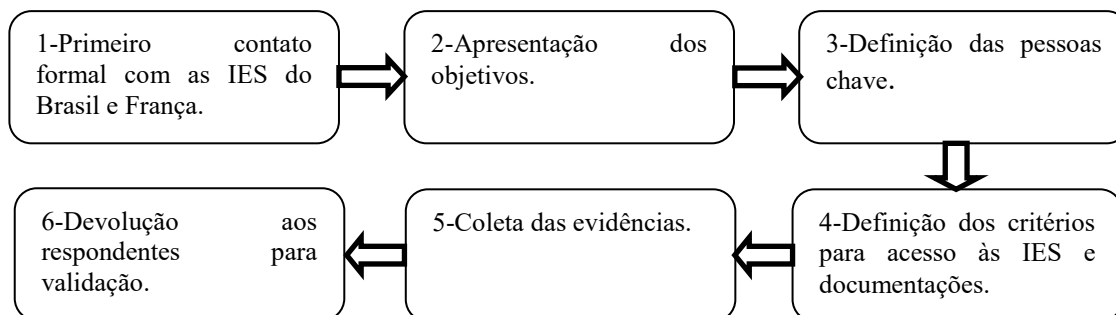 1-Primeiro contato
formal com as IES do
Brasil e França.
2-Apresentação dos
objetivos.
3-Definição das pessoas
chave.
4-Definição dos critérios
para acesso às IES e
documentações.
5-Coleta das evidências.
6-Devolução aos
respondentes para
validação.